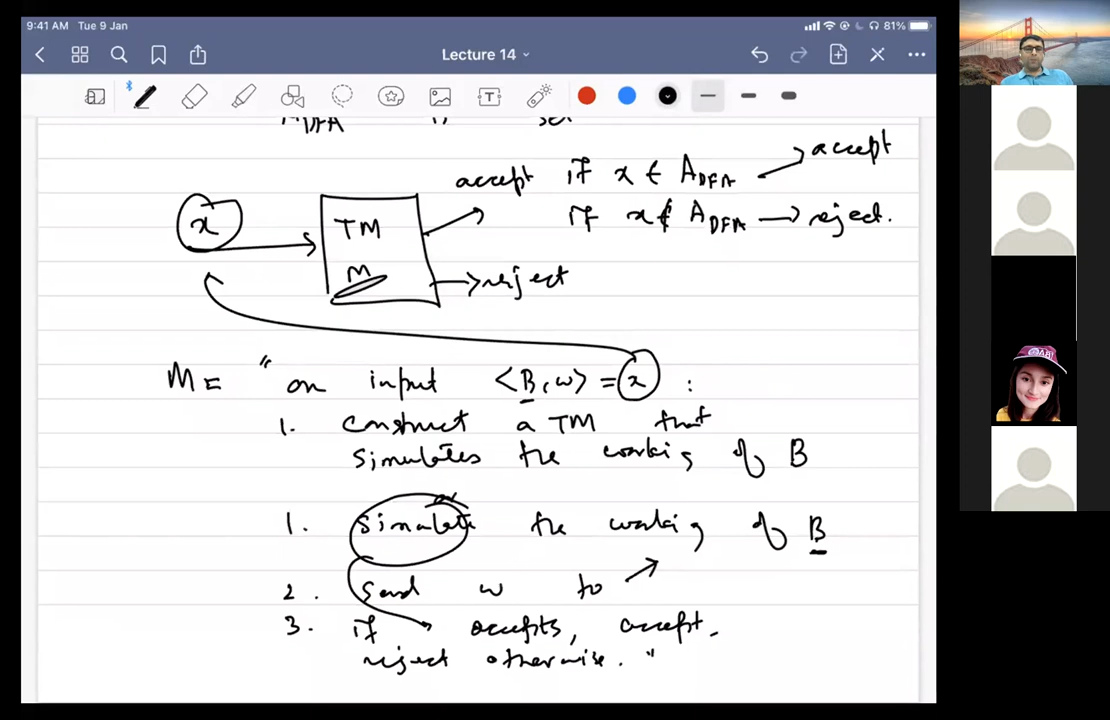 9:41 AM Tue 9 Jan
81%
Lecture 14
A_DFA
accept if x ∈ A_DFA → accept
if x ∉ A_DFA → reject.
x
TM
M
→ reject
M = " on input <B, w> = x :
1. construct a TM that
simulates the working of B
1. Simulate the working of B
2. Send w to
3. if accepts, accept.
reject otherwise. "